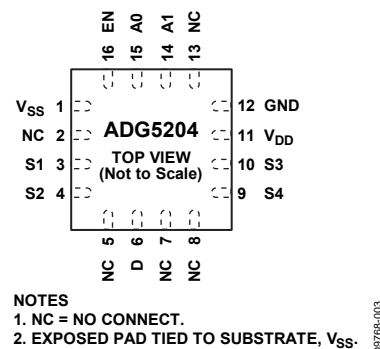 16 EN
15 A0
14 A1
13 NC
VSS 1
NC 2
S1 3
S2 4
ADG5204
TOP VIEW
(Not to Scale)
12 GND
11 VDD
10 S3
9 S4
NC 5
D 6
NC 7
NC 8
NOTES
1. NC = NO CONNECT.
2. EXPOSED PAD TIED TO SUBSTRATE, VSS.
09768-003